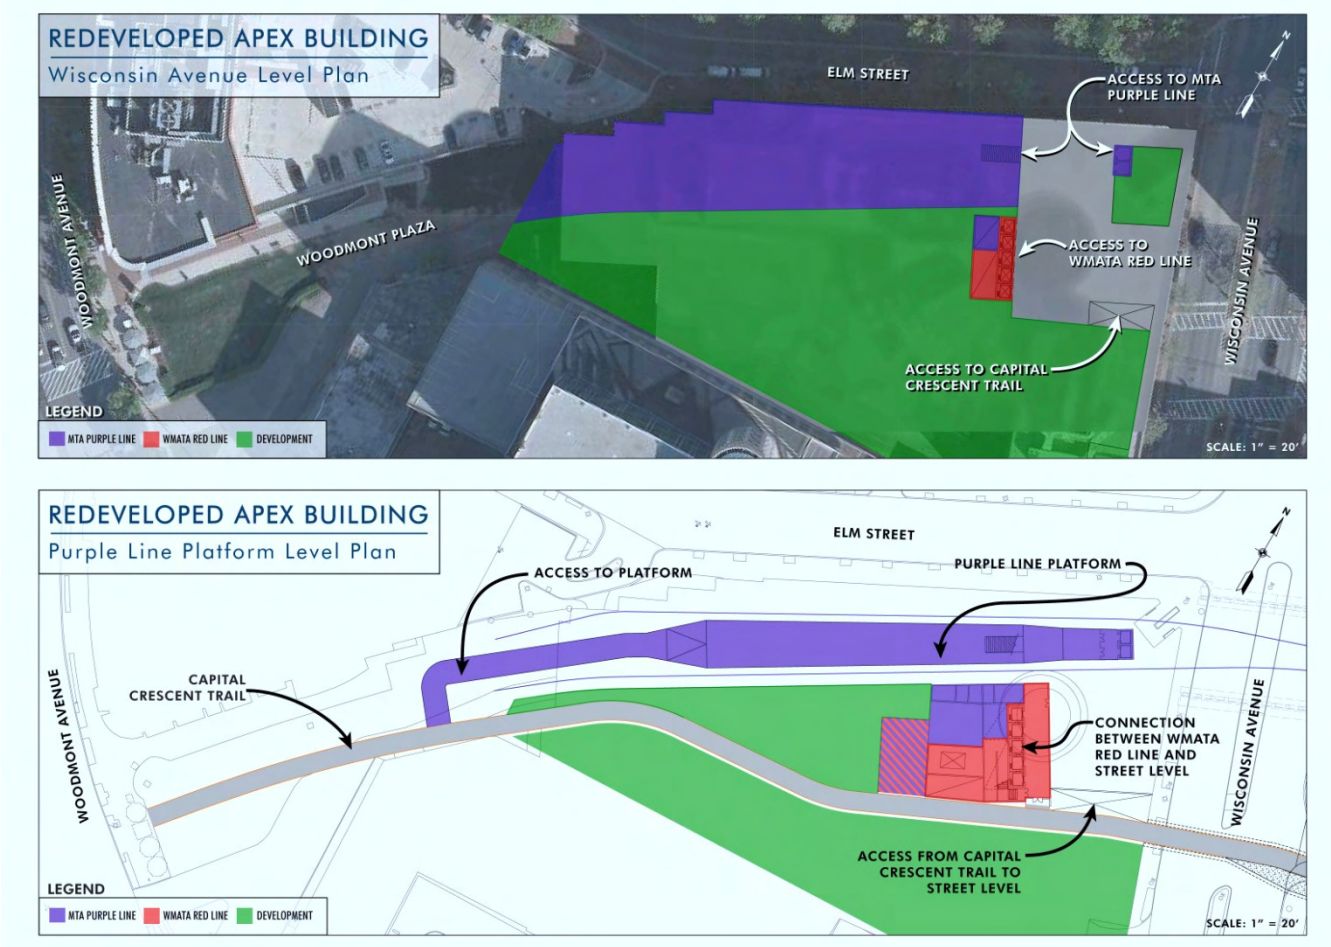 REDEVELOPED APEX BUILDING
Wisconsin Avenue Level Plan
ELM STREET
ACCESS TO MTA
PURPLE LINE
N
WOODMONT AVENUE
WOODMONT PLAZA
ACCESS TO
WMATA RED LINE
WISCONSIN AVENUE
ACCESS TO CAPITAL
CRESCENT TRAIL
LEGEND
MTA PURPLE LINE
WMATA RED LINE
DEVELOPMENT
SCALE: 1" = 20'
REDEVELOPED APEX BUILDING
Purple Line Platform Level Plan
ELM STREET
N
ACCESS TO PLATFORM
PURPLE LINE PLATFORM
CAPITAL
CRESCENT TRAIL
WOODMONT AVENUE
CONNECTION
BETWEEN WMATA
RED LINE AND
STREET LEVEL
WISCONSIN AVENUE
ACCESS FROM CAPITAL
CRESCENT TRAIL TO
STREET LEVEL
LEGEND
MTA PURPLE LINE
WMATA RED LINE
DEVELOPMENT
SCALE: 1" = 20'